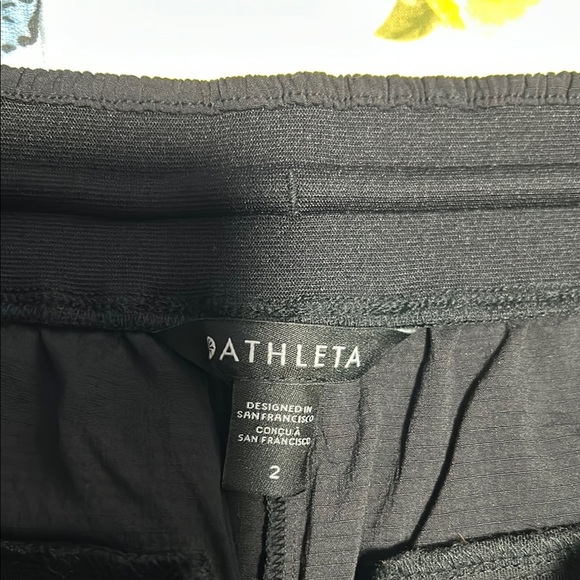 ATHLETA
DESIGNED IN
SAN FRANCISCO
CONÇU À
SAN FRANCISCO
2